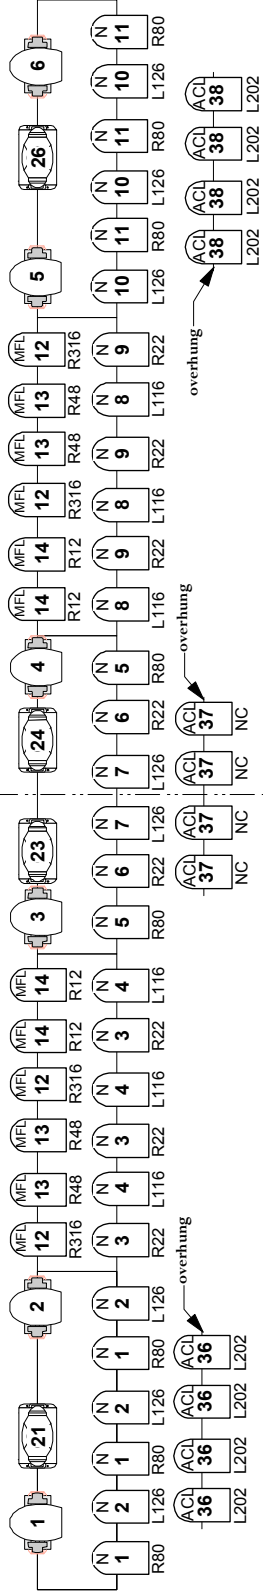 MFL MFL MFL MFL MFL MFL MFL MFL MFL MFL MFL MFL
1 21 2 12 13 13 12 14 14 3 23 24 4 14 14 12 13 13 12 5 26 6
R316 R48 R48 R316 R12 R12 R12 R12 R316 R48 R48 R316
N N N N N N N N N N N N N N N N N N N N N N N N N N N N N N
1 2 1 2 1 2 3 4 3 4 3 4 5 6 7 7 6 5 8 9 8 9 8 9 10 11 10 11 10 11
R80 L126 R80 L126 R80 L126 R22 L116 R22 L116 R22 L116 R80 R22 L126 L126 R22 R80 L116 R22 L116 R22 L116 R22 L126 R80 L126 R80 L126 R80
overhung overhung overhung
ACL ACL ACL ACL ACL ACL ACL ACL ACL ACL ACL ACL
36 36 36 36 37 37 37 37 38 38 38 38
L202 L202 L202 L202 NC NC NC NC L202 L202 L202 L202